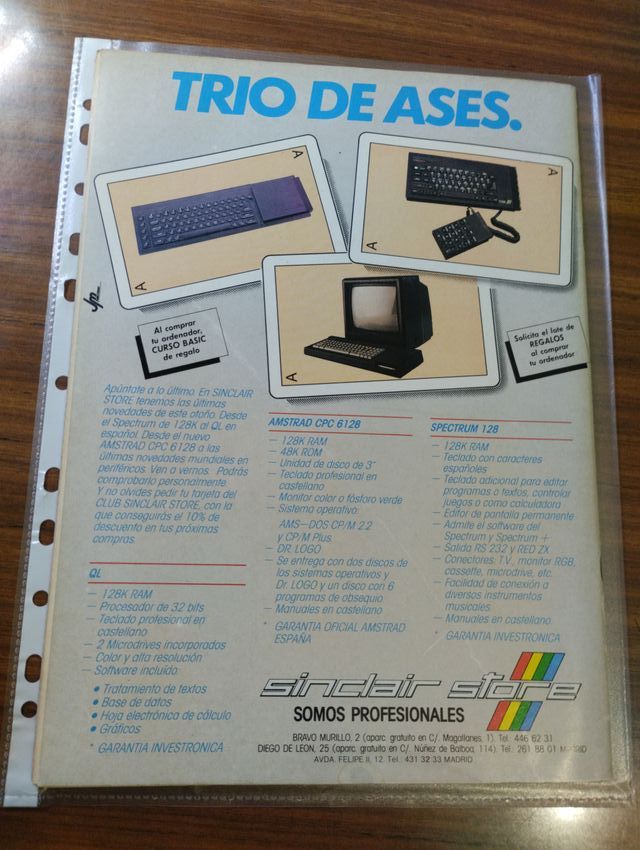 TRIO DE ASES.
A
A
A
A
A
Al comprar
tu ordenador,
CURSO BASIC
de regalo
Solicita el lote de
REGALOS
al comprar
tu ordenador
Apúntate a lo último. En SINCLAIR
STORE tenemos las últimas
novedades de este otoño. Desde
el Spectrum de 128K al QL en
español. Desde el nuevo
AMSTRAD CPC 6128 a las
últimas novedades mundiales en
periféricos. Ven a vernos. Podrás
comprobarlo personalmente.
Y no olvides pedir tu tarjeta del
CLUB SINCLAIR STORE, con la
que conseguirás el 10% de
descuento en tus próximas
compras.
QL
— 128K RAM
— Procesador de 32 bits
— Teclado profesional en
castellano
— 2 Microdrives incorporados
— Color y alta resolución
— Software incluido:
● Tratamiento de textos
● Base de datos
● Hoja electrónica de cálculo
● Gráficos
* GARANTIA INVESTRONICA
AMSTRAD CPC 6128
— 128K RAM
— 48K ROM
— Unidad de disco de 3"
— Teclado profesional en
castellano
— Monitor color o fósforo verde
— Sistema operativo:
AMS—DOS CP/M 2.2
y CP/M Plus.
— DR. LOGO
— Se entrega con dos discos de
los sistemas operativos y
Dr. LOGO y un disco con 6
programas de obsequio
— Manuales en castellano
* GARANTIA OFICIAL AMSTRAD
ESPAÑA
SPECTRUM 128
— 128K RAM
— Teclado con caracteres
españoles
— Teclado adicional para editar
programas o textos, controlar
juegos o como calculadora
— Editor de pantalla permanente
— Admite el software del
Spectrum y Spectrum +
— Salida RS 232 y RED ZX
— Conectores, T.V., monitor RGB,
cassette, microdrive, etc.
— Facilidad de conexión a
diversos instrumentos
musicales
— Manuales en castellano
* GARANTIA INVESTRONICA
sinclair store
SOMOS PROFESIONALES
BRAVO MURILLO, 2 (aparc. gratuito en C/. Magallanes, 1). Tel. 446 62 31
DIEGO DE LEON, 25 (aparc. gratuito en C/. Núñez de Balboa, 114). Tel. 261 88 01 MADRID
AVDA. FELIPE II, 12. Tel. 431 32 33 MADRID